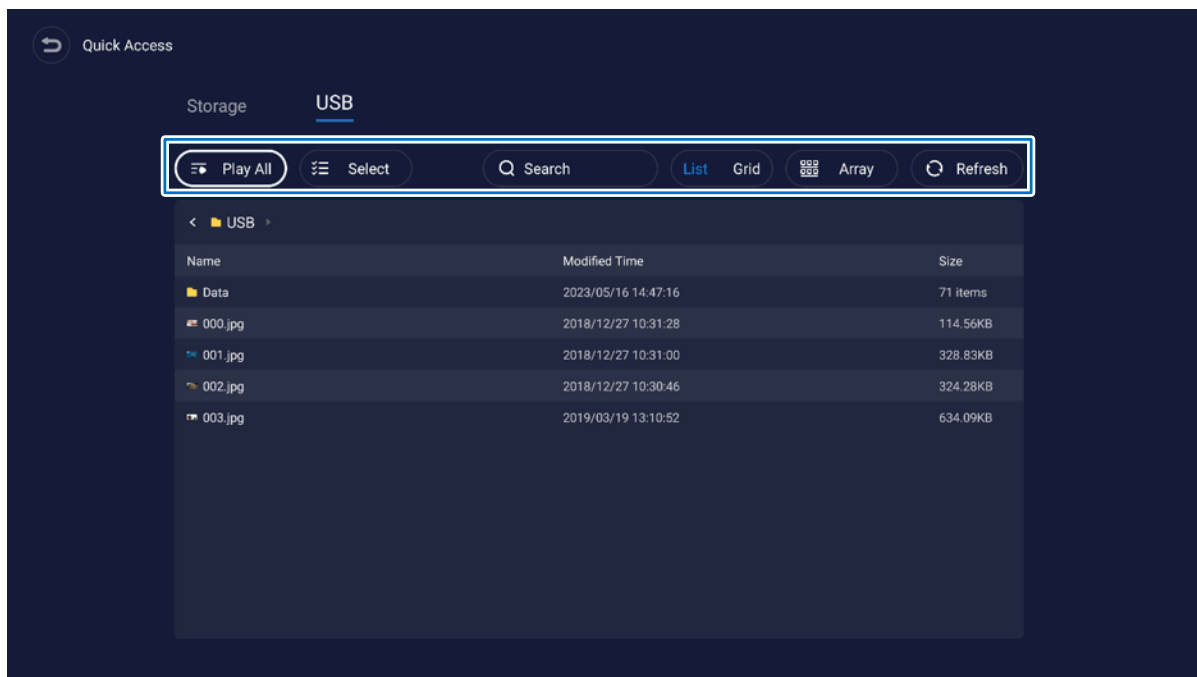 Quick Access
Storage USB
Play All Select Search List Grid Array Refresh
USB
Name Modified Time Size
Data 2023/05/16 14:47:16 71 items
000.jpg 2018/12/27 10:31:28 114.56KB
001.jpg 2018/12/27 10:31:00 328.83KB
002.jpg 2018/12/27 10:30:46 324.28KB
003.jpg 2019/03/19 13:10:52 634.09KB